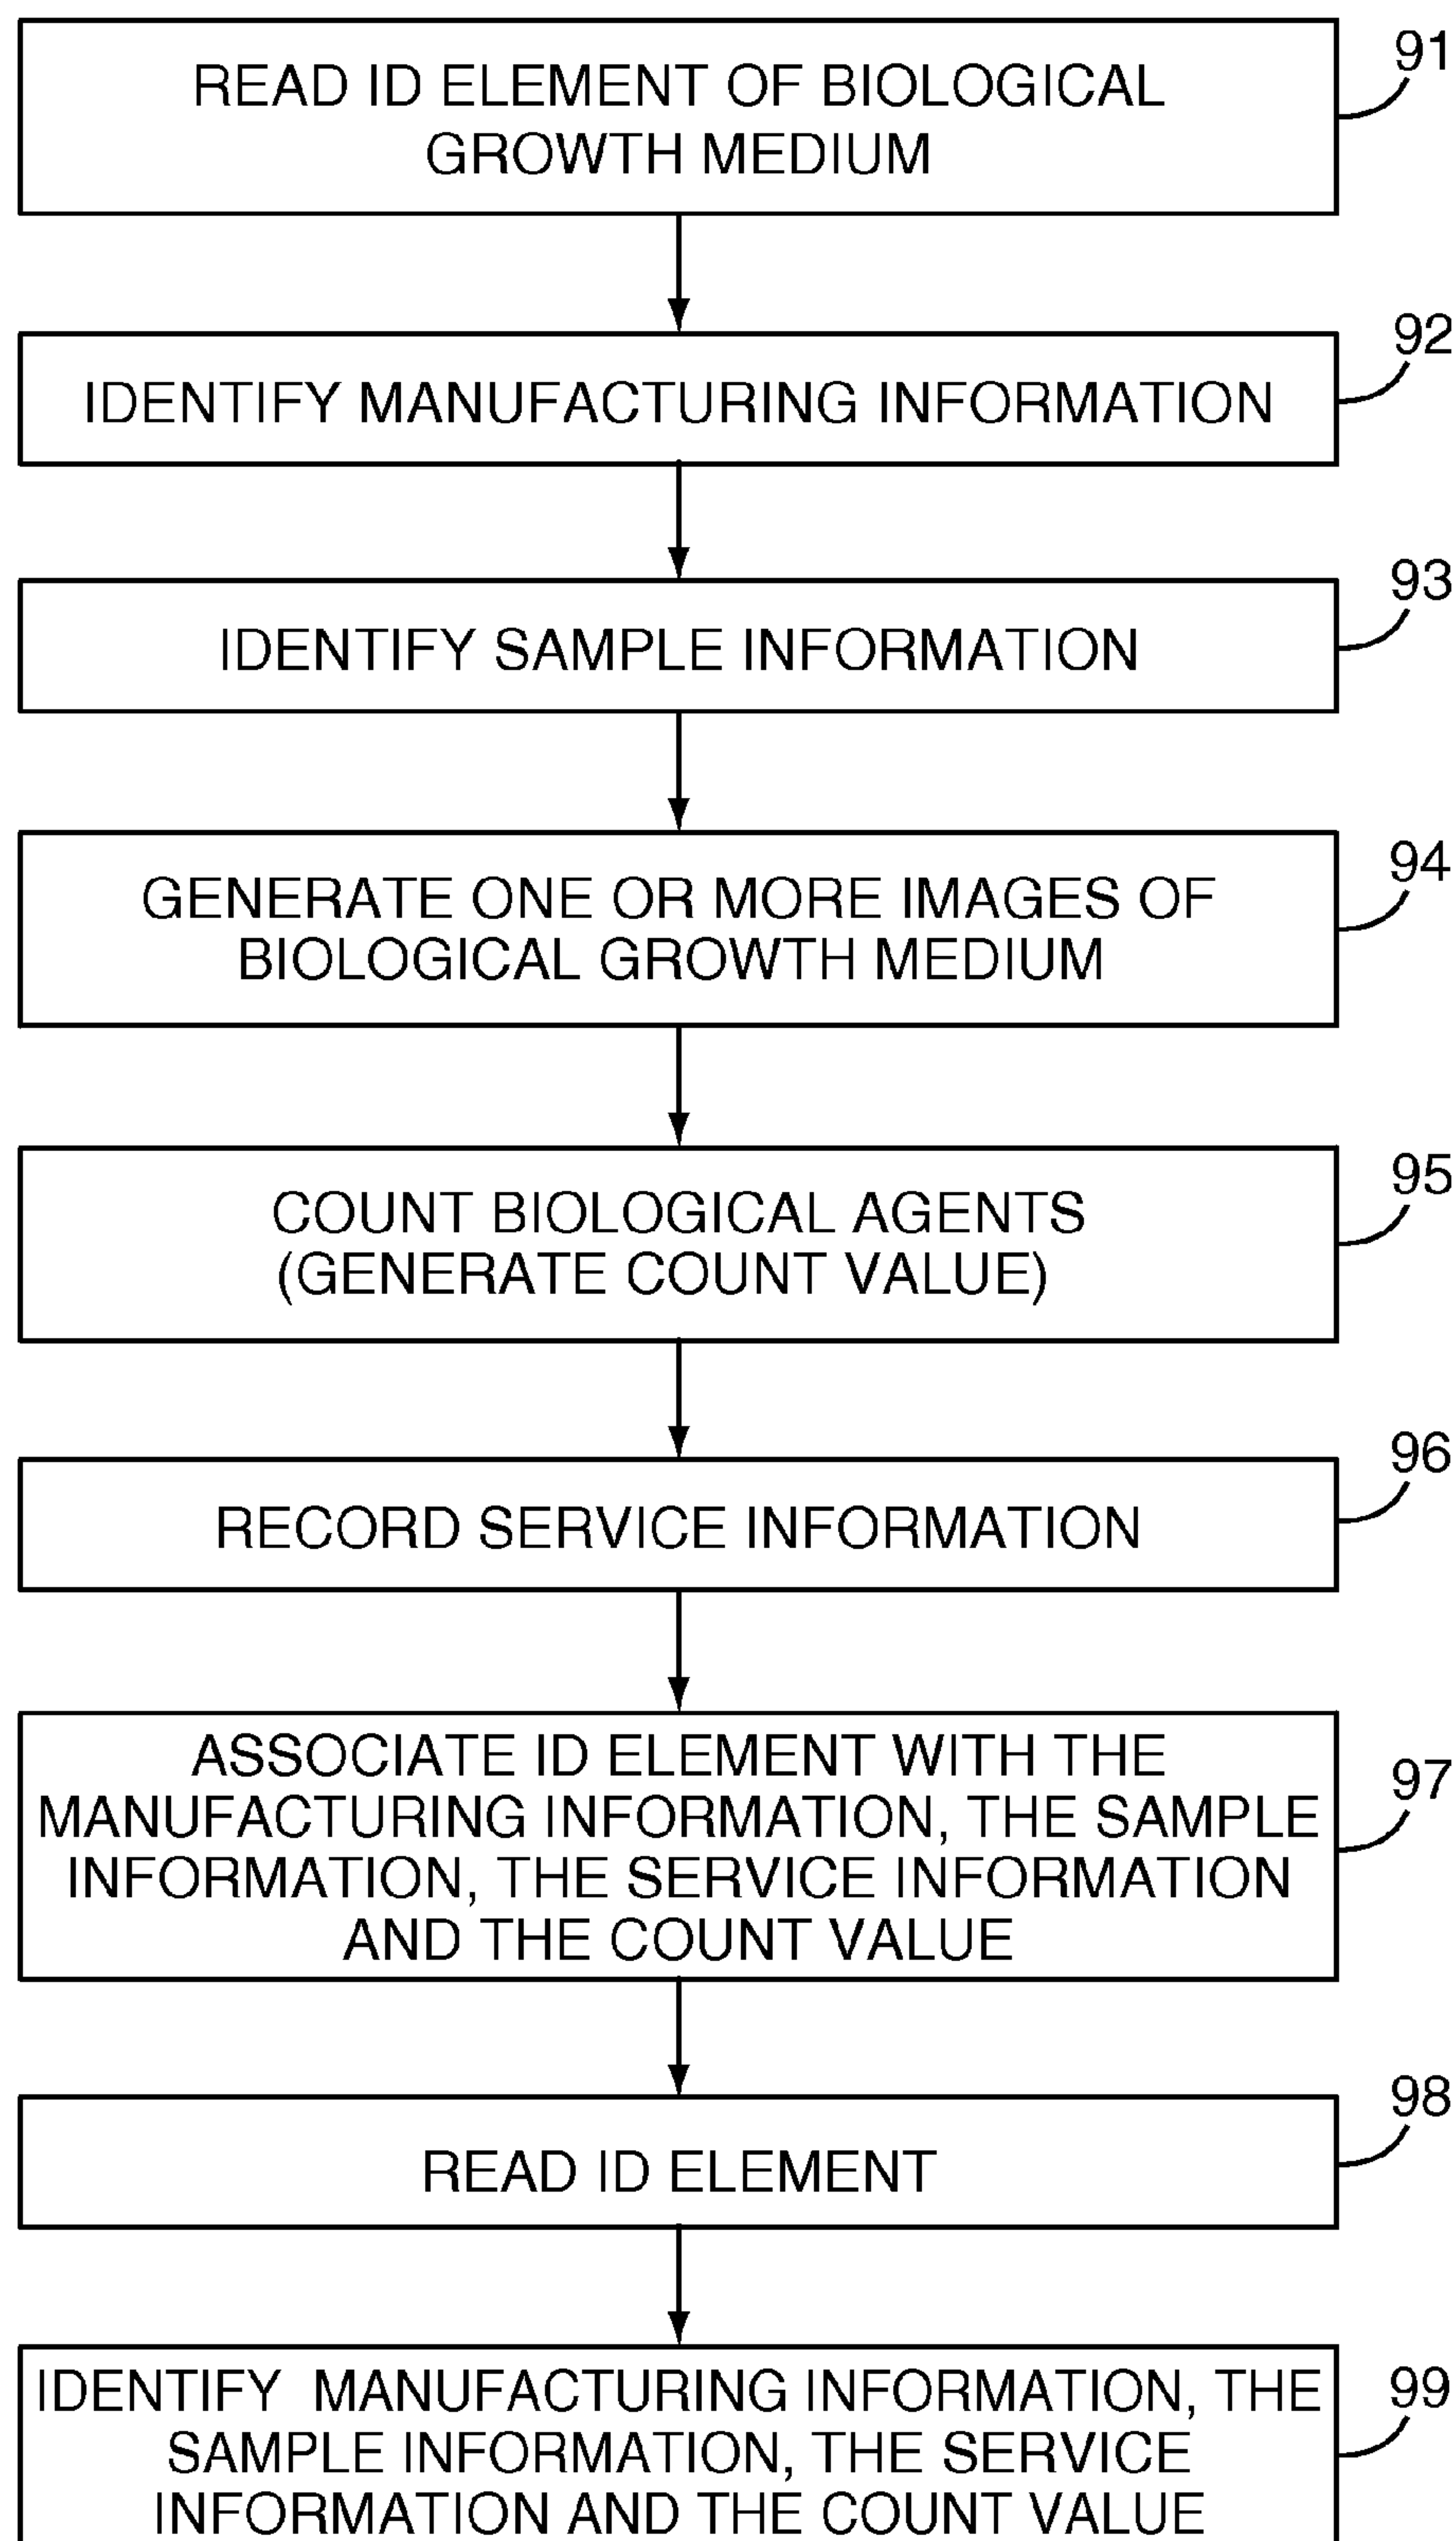 91
READ ID ELEMENT OF BIOLOGICAL
GROWTH MEDIUM
92
IDENTIFY MANUFACTURING INFORMATION
93
IDENTIFY SAMPLE INFORMATION
94
GENERATE ONE OR MORE IMAGES OF
BIOLOGICAL GROWTH MEDIUM
95
COUNT BIOLOGICAL AGENTS
(GENERATE COUNT VALUE)
96
RECORD SERVICE INFORMATION
97
ASSOCIATE ID ELEMENT WITH THE
MANUFACTURING INFORMATION, THE SAMPLE
INFORMATION, THE SERVICE INFORMATION
AND THE COUNT VALUE
98
READ ID ELEMENT
99
IDENTIFY MANUFACTURING INFORMATION, THE
SAMPLE INFORMATION, THE SERVICE
INFORMATION AND THE COUNT VALUE